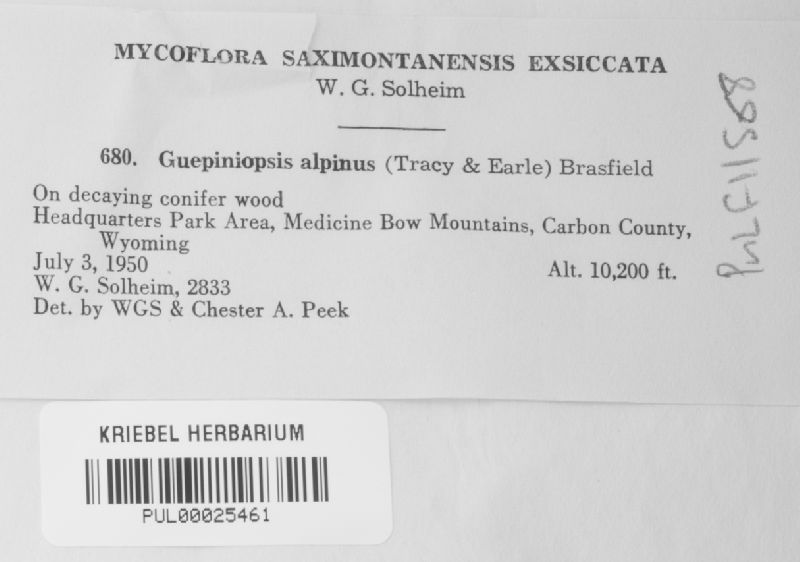 MYCOFLORA SAXIMONTANENSIS EXSICCATA
W. G. Solheim
680. Guepiniopsis alpinus (Tracy & Earle) Brasfield
On decaying conifer wood
Headquarters Park Area, Medicine Bow Mountains, Carbon County,
Wyoming
July 3, 1950 Alt. 10,200 ft.
W. G. Solheim, 2833
Det. by WGS & Chester A. Peek
KRIEBEL HERBARIUM
PUL00025461